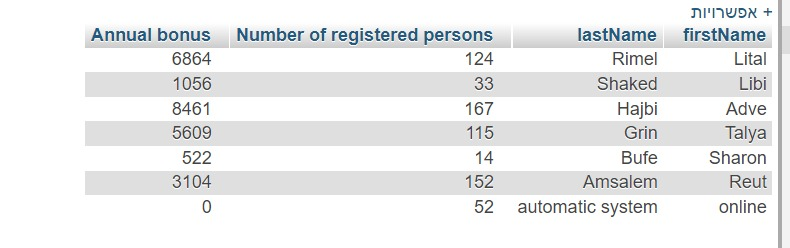 + אפשרויות
Annual bonus Number of registered persons lastName firstName
6864 124 Rimel Lital
1056 33 Shaked Libi
8461 167 Hajbi Adve
5609 115 Grin Talya
522 14 Bufe Sharon
3104 152 Amsalem Reut
0 52 automatic system online